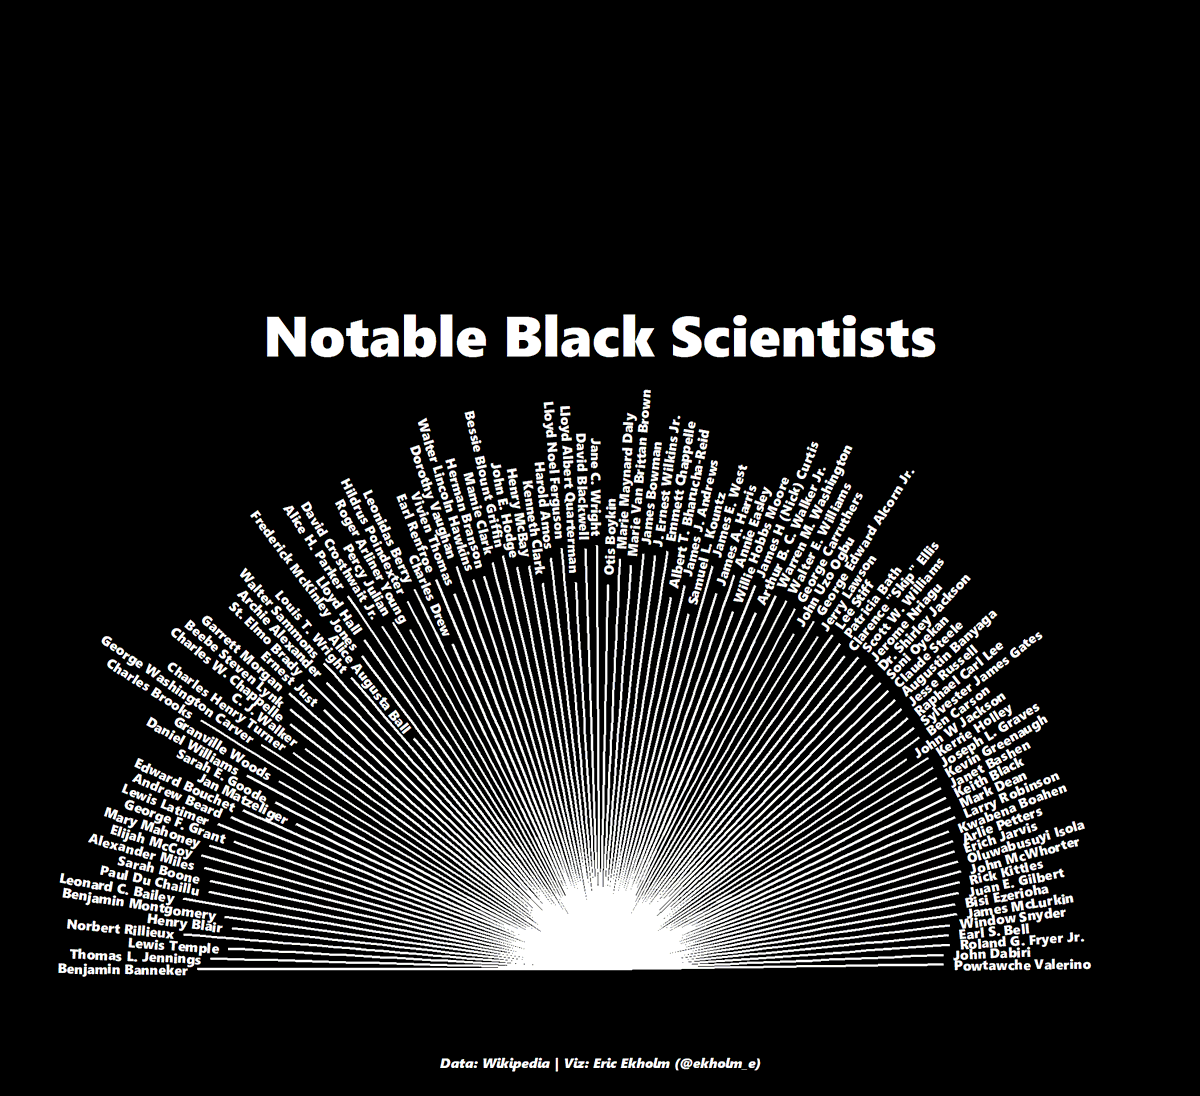 Notable Black Scientists
Benjamin Banneker
Thomas L. Jennings
Lewis Temple
Norbert Rillieux
Henry Blair
Benjamin Montgomery
Leonard C. Bailey
Paul Du Chaillu
Sarah Boone
Alexander Miles
Elijah McCoy
Mary Mahoney
George F. Grant
Lewis Latimer
Andrew Beard
Edward Bouchet
Jan Matzeliger
Sarah E. Goode
Daniel Williams
Granville Woods
Charles Brooks
George Washington Carver
Charles Henry Turner
C. J. Walker
Charles W. Chappelle
Beebe Steven Lynk
Garrett Morgan
Ernest Just
St. Elmo Brady
Archie Alexander
Walter Sammons
Louis T. Wright
Alice Augusta Ball
Frederick McKinley Jones
Lloyd Hall
Alice H. Parker
David Crosthwait Jr.
Percy Julian
Roger Arliner Young
Hildrus Poindexter
Leonidas Berry
Charles Drew
Earl Renfroe
Vivien Thomas
Dorothy Vaughan
Walter Lincoln Hawkins
Herman Branson
Mamie Clark
Bessie Blount Griffin
John E. Hodge
Henry McBay
Kenneth Clark
Harold Amos
Lloyd Noel Ferguson
Lloyd Albert Quarterman
David Blackwell
Jane C. Wright
Otis Boykin
Marie Maynard Daly
Marie Van Brittan Brown
James Bowman
J. Ernest Wilkins Jr.
Emmett Chappelle
Albert T. Bharucha-Reid
James J. Andrews
Samuel L. Kountz
James E. West
James A. Harris
Annie Easley
Willie Hobbs Moore
James H (Nick) Curtis
Arthur B. C. Walker Jr.
Warren M. Washington
Walter E. Williams
George Carruthers
John Uzo Ogbu
George Edward Alcorn Jr.
Jerry Lawson
Lee Stiff
Patricia Bath
Clarence "Skip" Ellis
Scott W. Williams
Jerome Nriagu
Dr. Shirley Jackson
Soni Oyekan
Claude Steele
Augustin Banyaga
Jesse Russell
Raphael Carl Lee
Sylvester James Gates
Ben Carson
John W Jackson
Kerrie Holley
Joseph L. Graves
Kevin Greenaugh
Janet Bashen
Keith Black
Mark Dean
Larry Robinson
Kwabena Boahen
Arlie Petters
Erich Jarvis
Oluwabusuyi Isola
John McWhorter
Rick Kittles
Juan E. Gilbert
Bisi Ezerioha
James McLurkin
Window Snyder
Earl S. Bell
Roland G. Fryer Jr.
John Dabiri
Powtawche Valerino
Data: Wikipedia | Viz: Eric Ekholm (@ekholm_e)